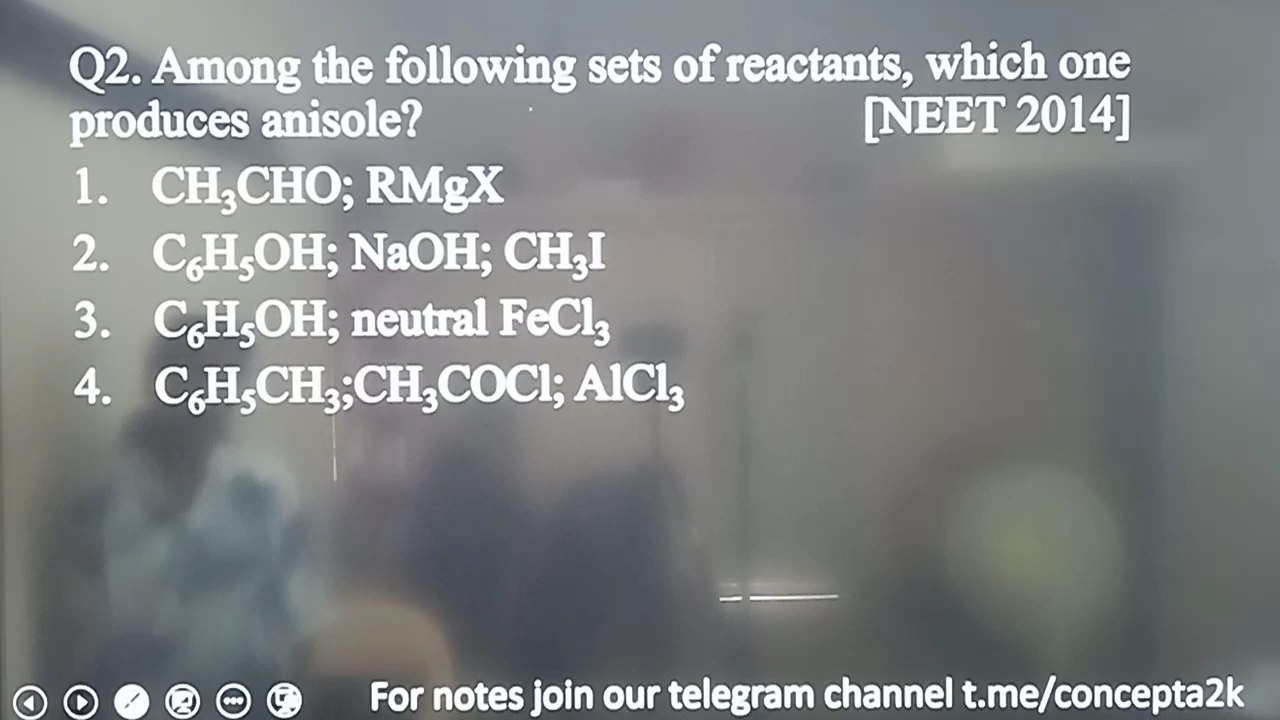 Q2. Among the following sets of reactants, which one
produces anisole? [NEET 2014]
1. CH₃CHO; RMgX
2. C₆H₅OH; NaOH; CH₃I
3. C₆H₅OH; neutral FeCl₃
4. C₆H₅CH₃;CH₃COCl; AlCl₃
For notes join our telegram channel t.me/concepta2k